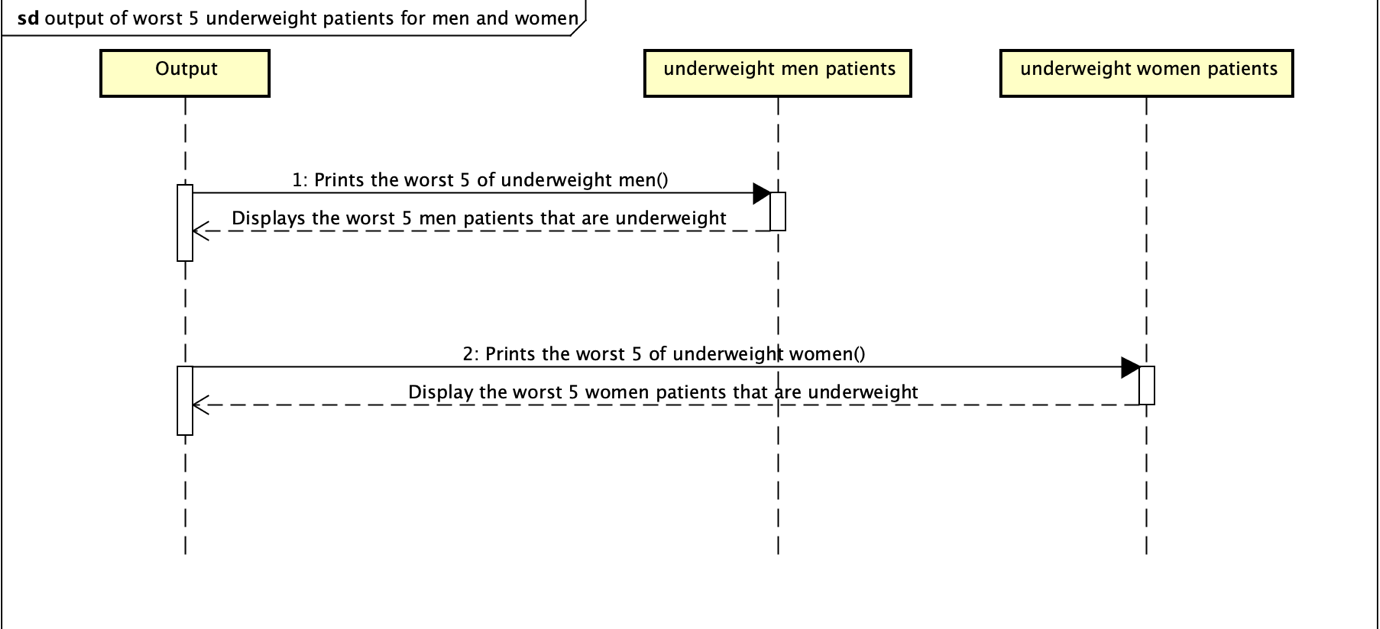 sd output of worst 5 underweight patients for men and women
Output
underweight men patients
underweight women patients
1: Prints the worst 5 of underweight men()
Displays the worst 5 men patients that are underweight
2: Prints the worst 5 of underweight women()
Display the worst 5 women patients that are underweight